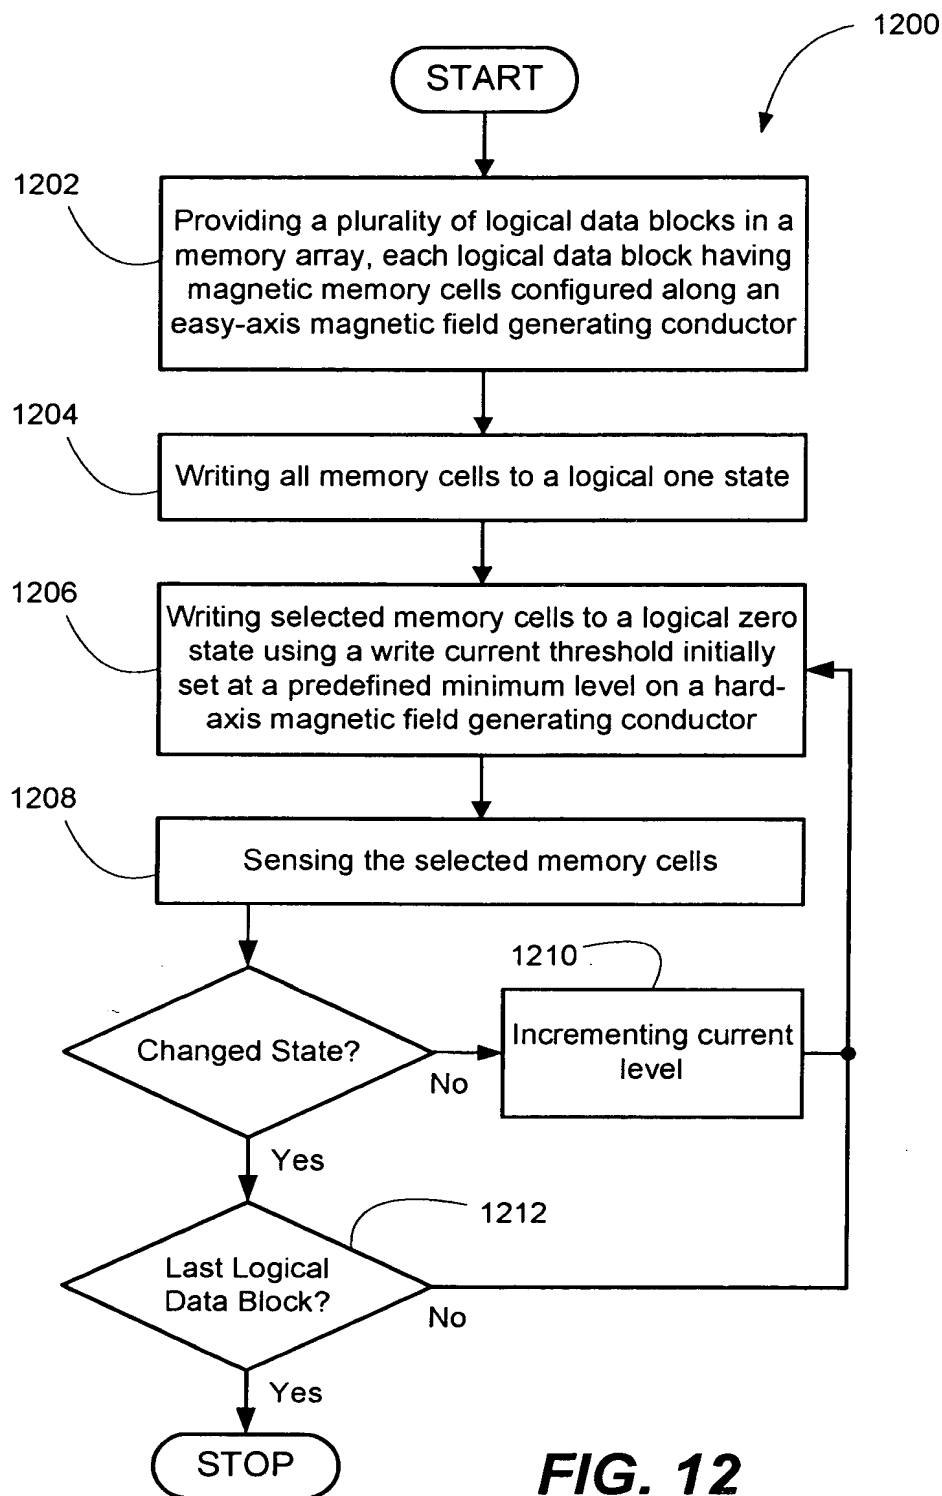 1200
START
1202
Providing a plurality of logical data blocks in a
memory array, each logical data block having
magnetic memory cells configured along an
easy-axis magnetic field generating conductor
1204
Writing all memory cells to a logical one state
1206
Writing selected memory cells to a logical zero
state using a write current threshold initially
set at a predefined minimum level on a hard-
axis magnetic field generating conductor
1208
Sensing the selected memory cells
1210
Changed State?
No
Incrementing current
level
Yes
1212
Last Logical
Data Block?
No
Yes
STOP
FIG. 12